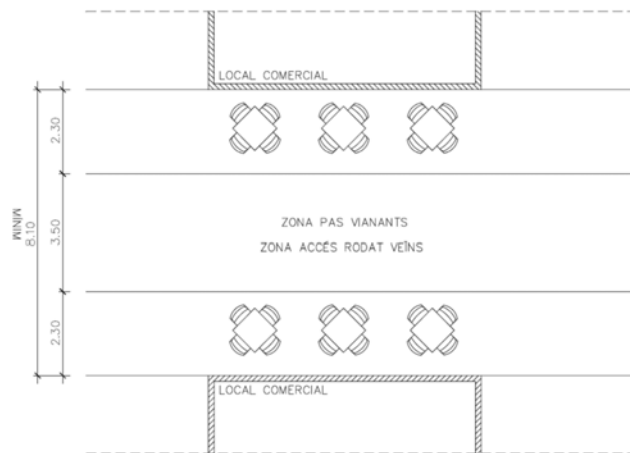 LOCAL COMERCIAL
2.30
MÍNIM
8.10
3.50
ZONA PAS VIANANTS
ZONA ACCÉS RODAT VEÏNS
2.30
LOCAL COMERCIAL